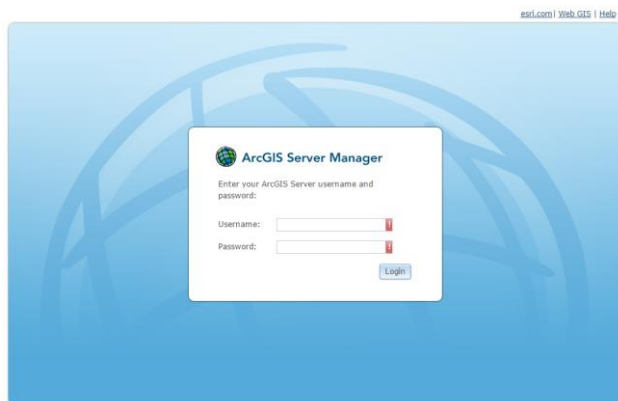 esri.com | Web GIS | Help
ArcGIS Server Manager
Enter your ArcGIS Server username and
password:
Username:
Password:
Login